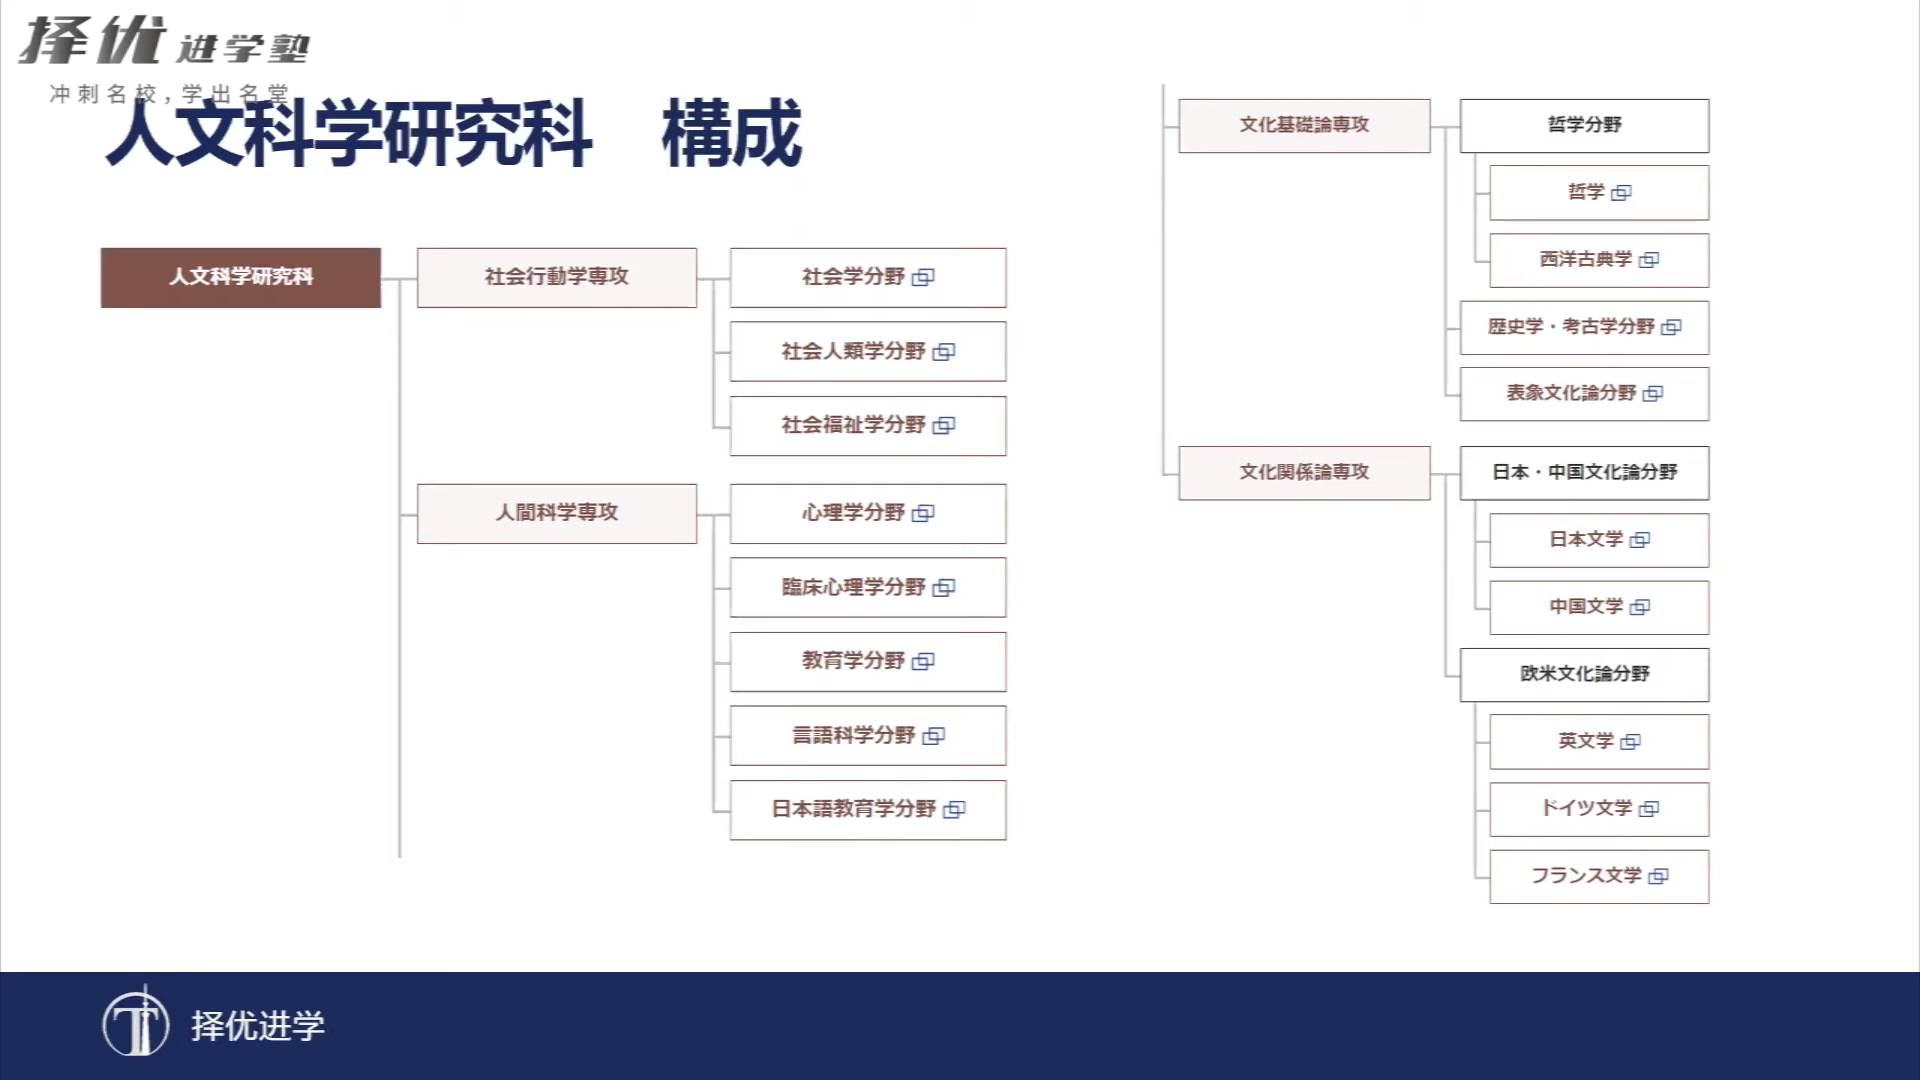 择优进学塾
冲刺名校，学出名堂
人文科学研究科　構成
人文科学研究科
社会行動学専攻
社会学分野
社会人類学分野
社会福祉学分野
人間科学専攻
心理学分野
臨床心理学分野
教育学分野
言語科学分野
日本語教育学分野
文化基礎論専攻
哲学分野
哲学
西洋古典学
歴史学・考古学分野
表象文化論分野
文化関係論専攻
日本・中国文化論分野
日本文学
中国文学
欧米文化論分野
英文学
ドイツ文学
フランス文学
择优进学